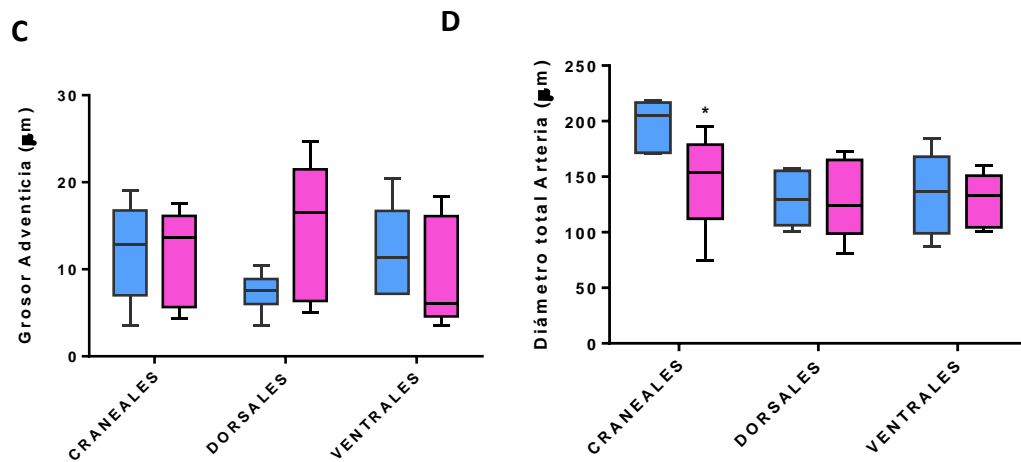 C
D
Grosor Adventicia (μm)
30
20
10
0
CRANEALES
DORSALES
VENTRALES
Diámetro total Arteria (μm)
250
200
150
100
50
0
*
CRANEALES
DORSALES
VENTRALES